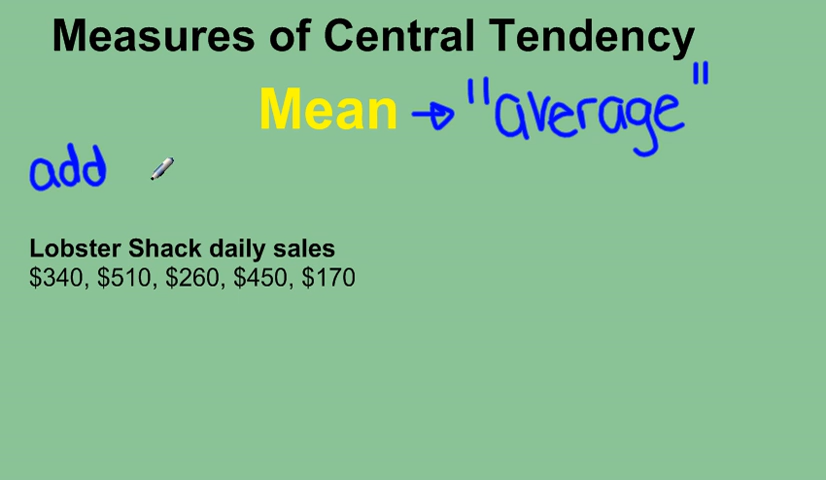 Measures of Central Tendency
Mean → "average"
add
Lobster Shack daily sales
$340, $510, $260, $450, $170